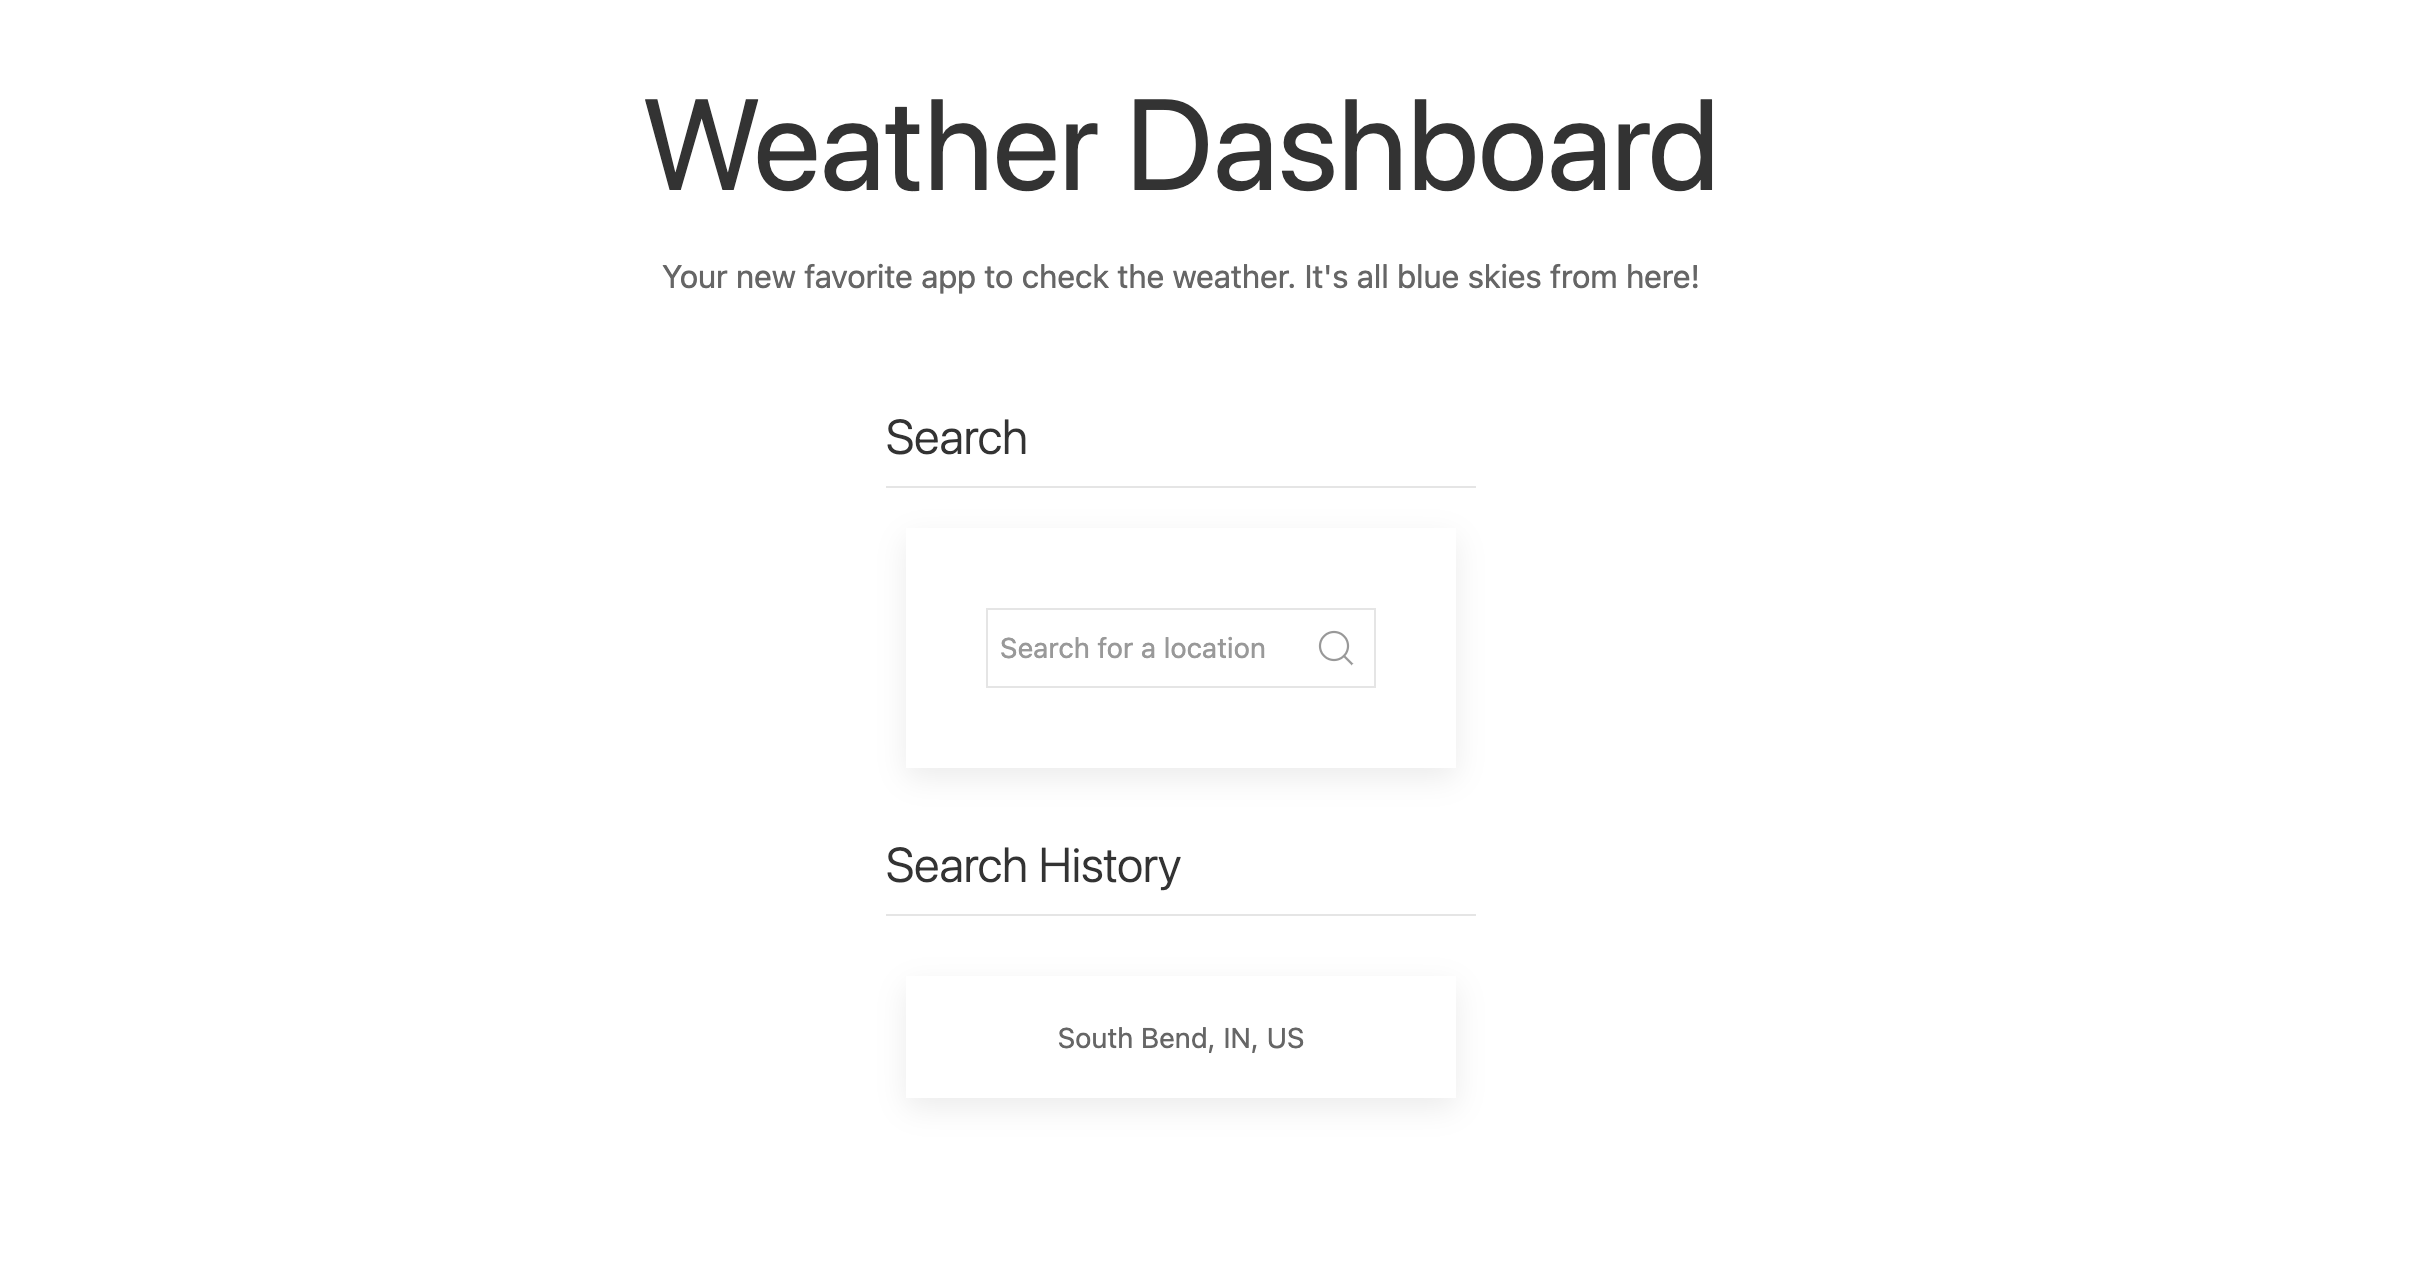 Weather Dashboard
Your new favorite app to check the weather. It's all blue skies from here!
Search
Search for a location
Search History
South Bend, IN, US